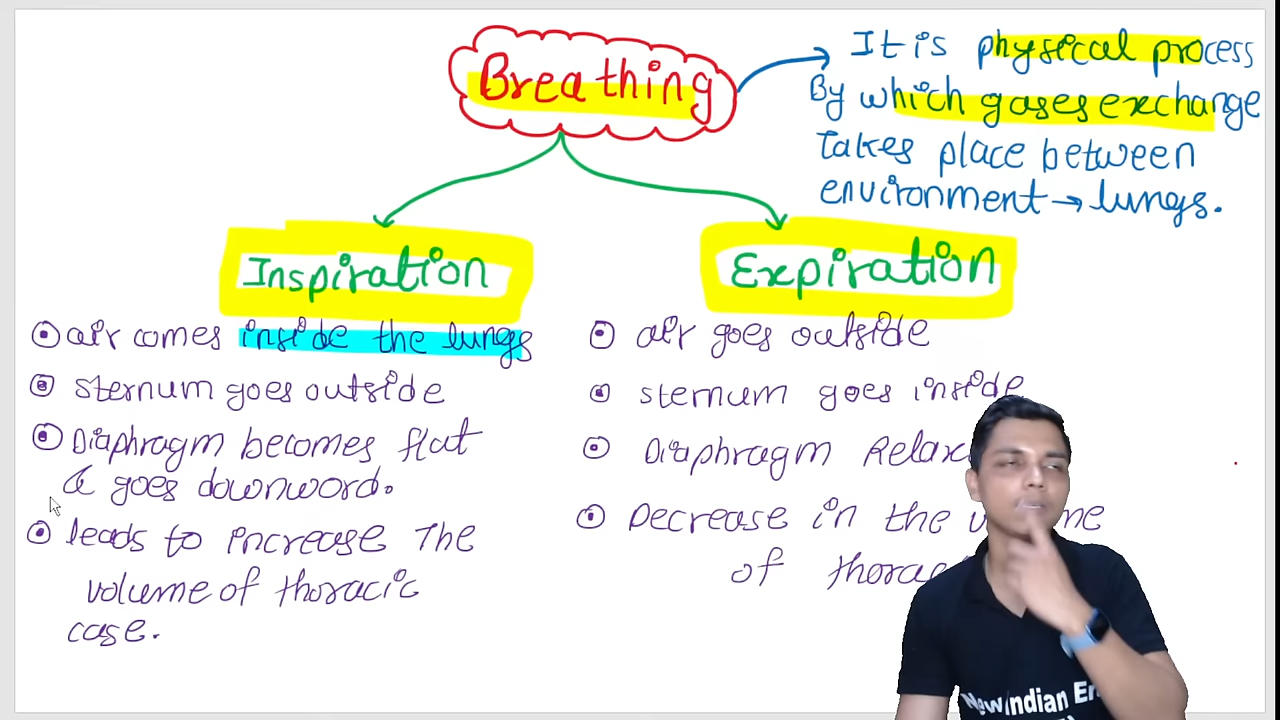 Breathing
It is physical process
By which gases exchange
Takes place between
environment → lungs.
Inspiration
air comes inside the lungs
sternum goes outside
Diaphragm becomes flat
& goes downword.
leads to increase The
volume of thoracic
case.
Expiration
air goes outside
sternum goes inside
Diaphragm
Decrease in the
of
New Indian